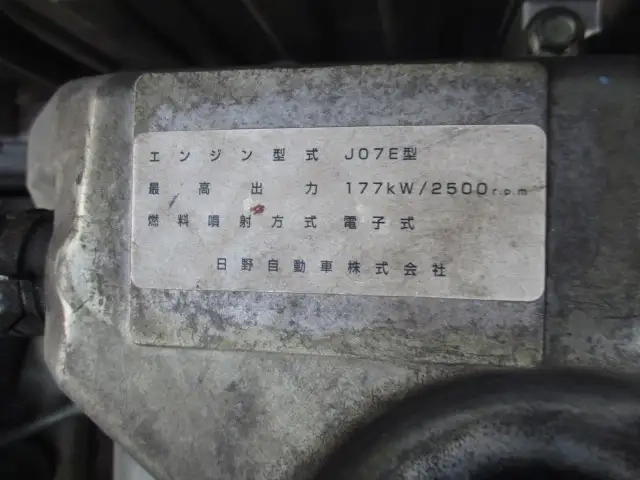 エンジン型式 J07E型
最高出力 177kW/2500r.p.m
燃料噴射方式 電子式
日野自動車株式会社